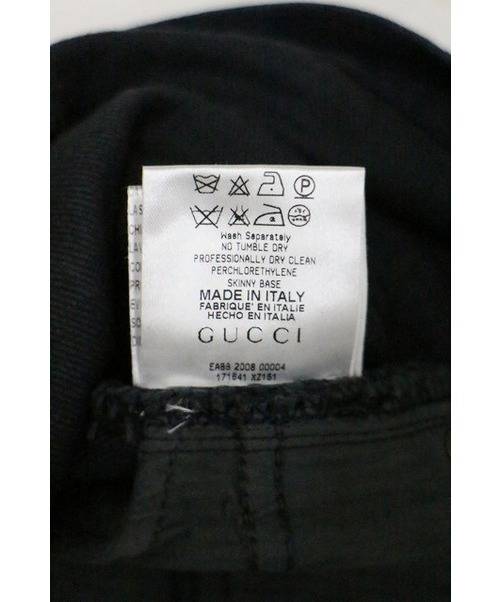 Wash Separately
NO TUMBLE DRY
PROFESSIONALLY DRY CLEAN
PERCHLORETHYLENE
SKINNY BASE
MADE IN ITALY
FABRIQUE' EN ITALIE
HECHO EN ITALIA
GUCCI
EA88 2008 00004
171641 XZ151
P